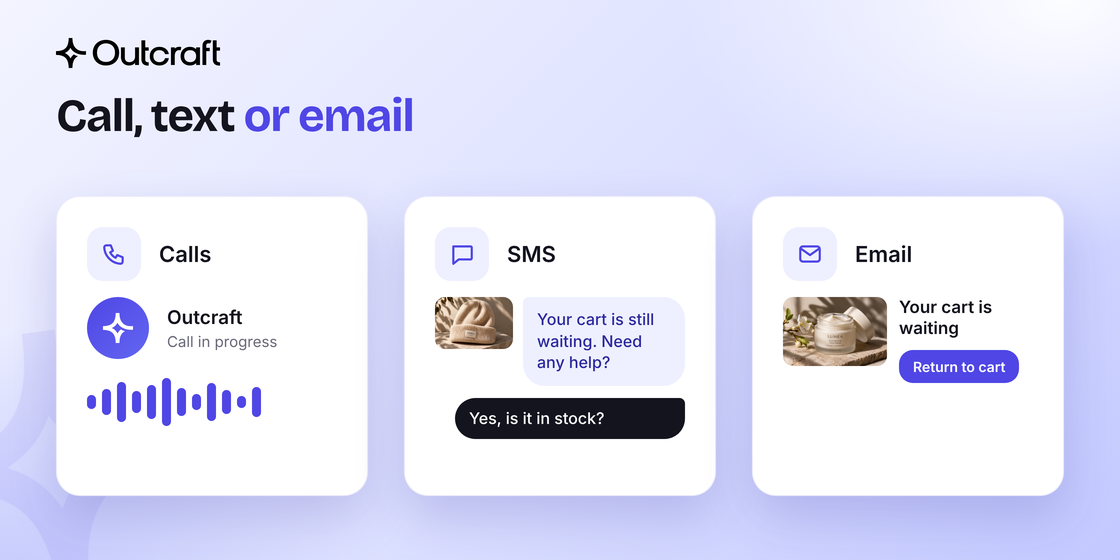 Outcraft
Call, text or email
Calls
Outcraft
Call in progress
SMS
Your cart is still
waiting. Need
any help?
Yes, is it in stock?
Email
Your cart is
waiting
Return to cart